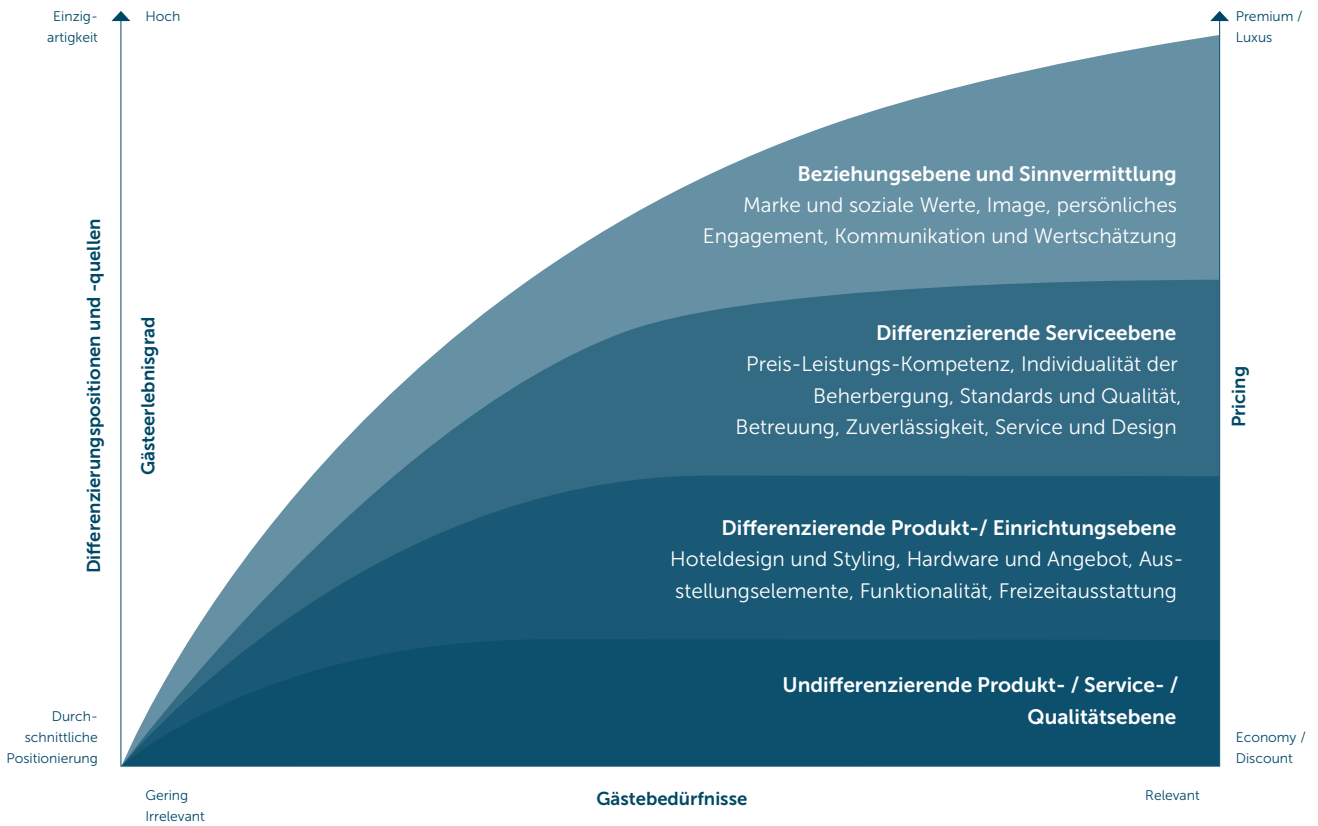 Einzig-
artigkeit
Hoch
Premium /
Luxus
Differenzierungspositionen und -quellen
Gästeerlebnisgrad
Beziehungsebene und Sinnvermittlung
Marke und soziale Werte, Image, persönliches
Engagement, Kommunikation und Wertschätzung
Differenzierende Serviceebene
Preis-Leistungs-Kompetenz, Individualität der
Beherbergung, Standards und Qualität,
Betreuung, Zuverlässigkeit, Service und Design
Pricing
Differenzierende Produkt-/ Einrichtungsebene
Hoteldesign und Styling, Hardware und Angebot, Aus-
stellungselemente, Funktionalität, Freizeitausstattung
Undifferenzierende Produkt- / Service- /
Qualitätsebene
Durch-
schnittliche
Positionierung
Economy /
Discount
Gering
Irrelevant
Gästebedürfnisse
Relevant